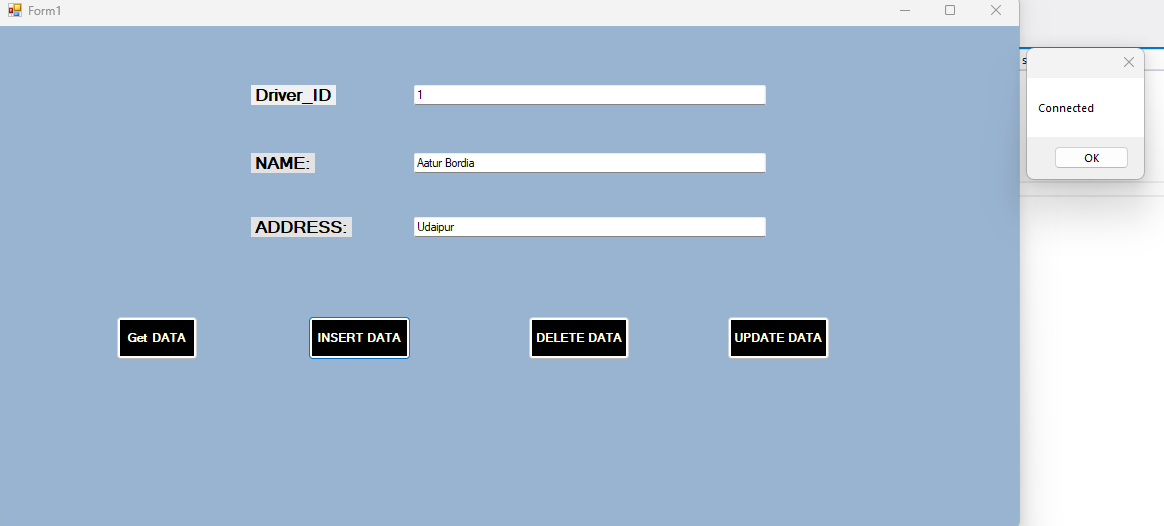 Form1
s
Connected
OK
Driver_ID 1
NAME: Aatur Bordia
ADDRESS: Udaipur
Get DATA INSERT DATA DELETE DATA UPDATE DATA